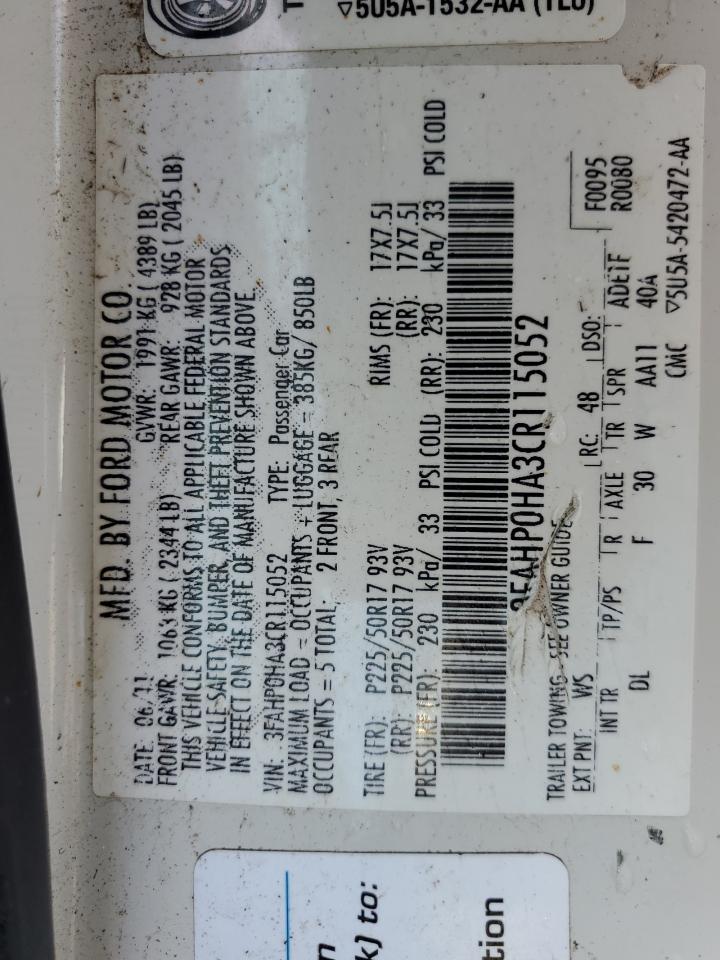 ▽5U5A-1532-AA (TL0)
MFD. BY FORD MOTOR CO.
DATE: 06/11 GVWR: 1991 KG ( 4389 LB)
FRONT GAWR: 1063 KG ( 2344 LB) REAR GAWR: 928 KG ( 2045 LB)
THIS VEHICLE CONFORMS TO ALL APPLICABLE FEDERAL MOTOR
VEHICLE SAFETY, BUMPER, AND THEFT PREVENTION STANDARDS
IN EFFECT ON THE DATE OF MANUFACTURE SHOWN ABOVE.
VIN: 3FAHP0HA3CR115052 TYPE: Passenger Car
MAXIMUM LOAD = OCCUPANTS + LUGGAGE = 385KG/ 850LB
OCCUPANTS = 5 TOTAL, 2 FRONT, 3 REAR
TIRE (FR): P225/50R17 93V RIMS (FR): 17X7.5J
(RR): P225/50R17 93V (RR): 17X7.5J
PRESSURE (FR): 230 kPa/ 33 PSI COLD (RR): 230 kPa/ 33 PSI COLD
3FAHP0HA3CR115052
TRAILER TOWING - SEE OWNER GUIDE
EXT PNT: WS RC: 48 DSO: F0095
R0080
INT TR TP/PS R AXLE TR SPR ADE1F
DL F 30 W AA11 40A
CMC ▽5U5A-5420472-AA
k) to:
tion